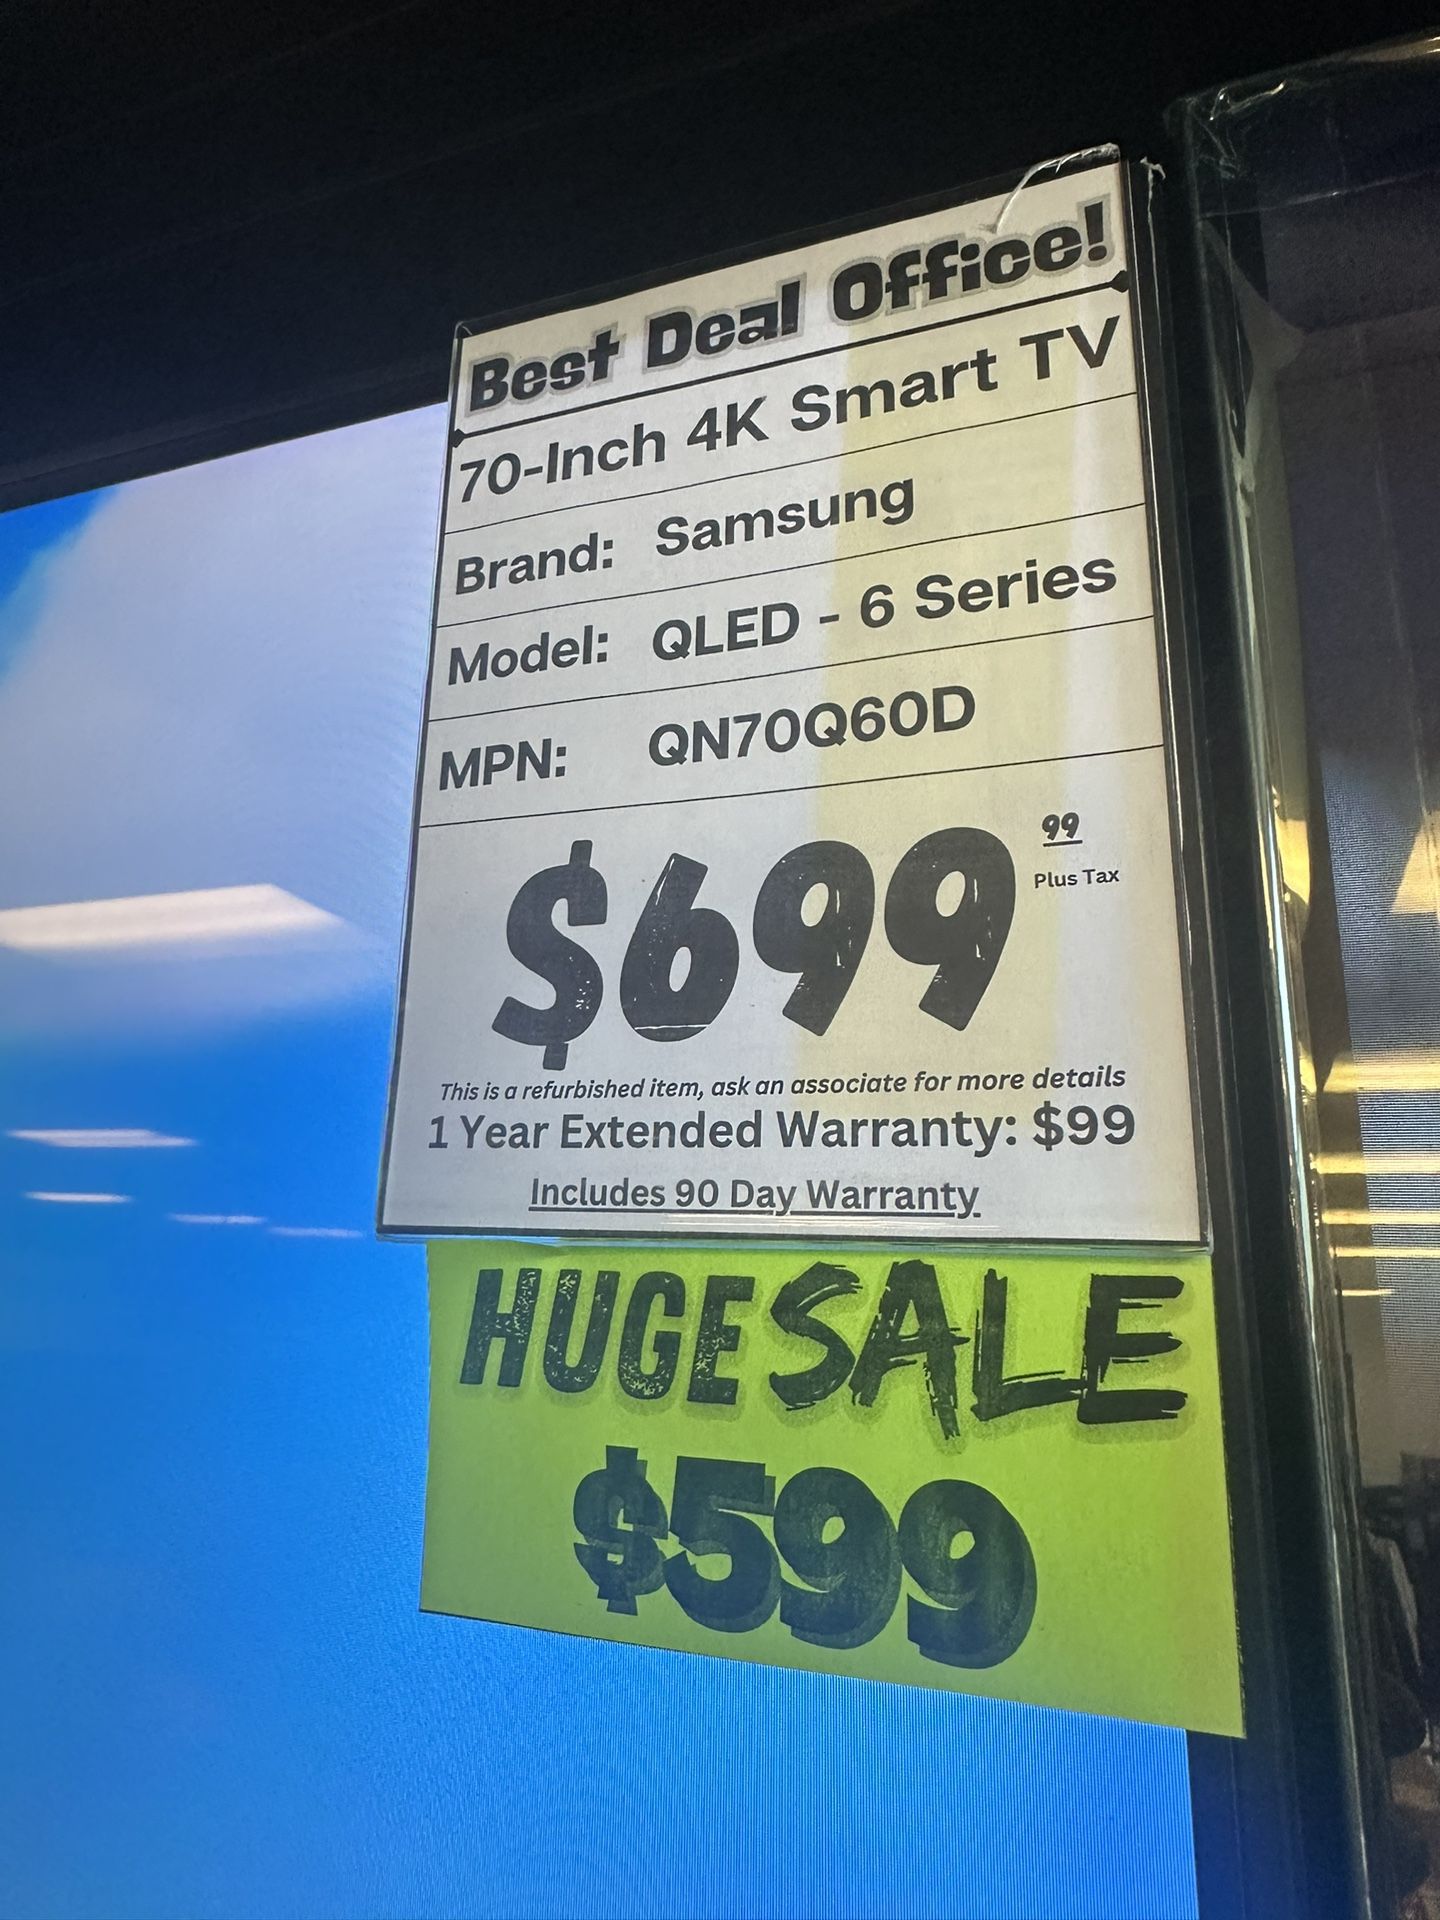 Best Deal Office!
70-Inch 4K Smart TV
Brand: Samsung
Model: QLED - 6 Series
MPN: QN70Q60D
$699 99
Plus Tax
This is a refurbished item, ask an associate for more details
1 Year Extended Warranty: $99
Includes 90 Day Warranty
HUGE SALE
$599